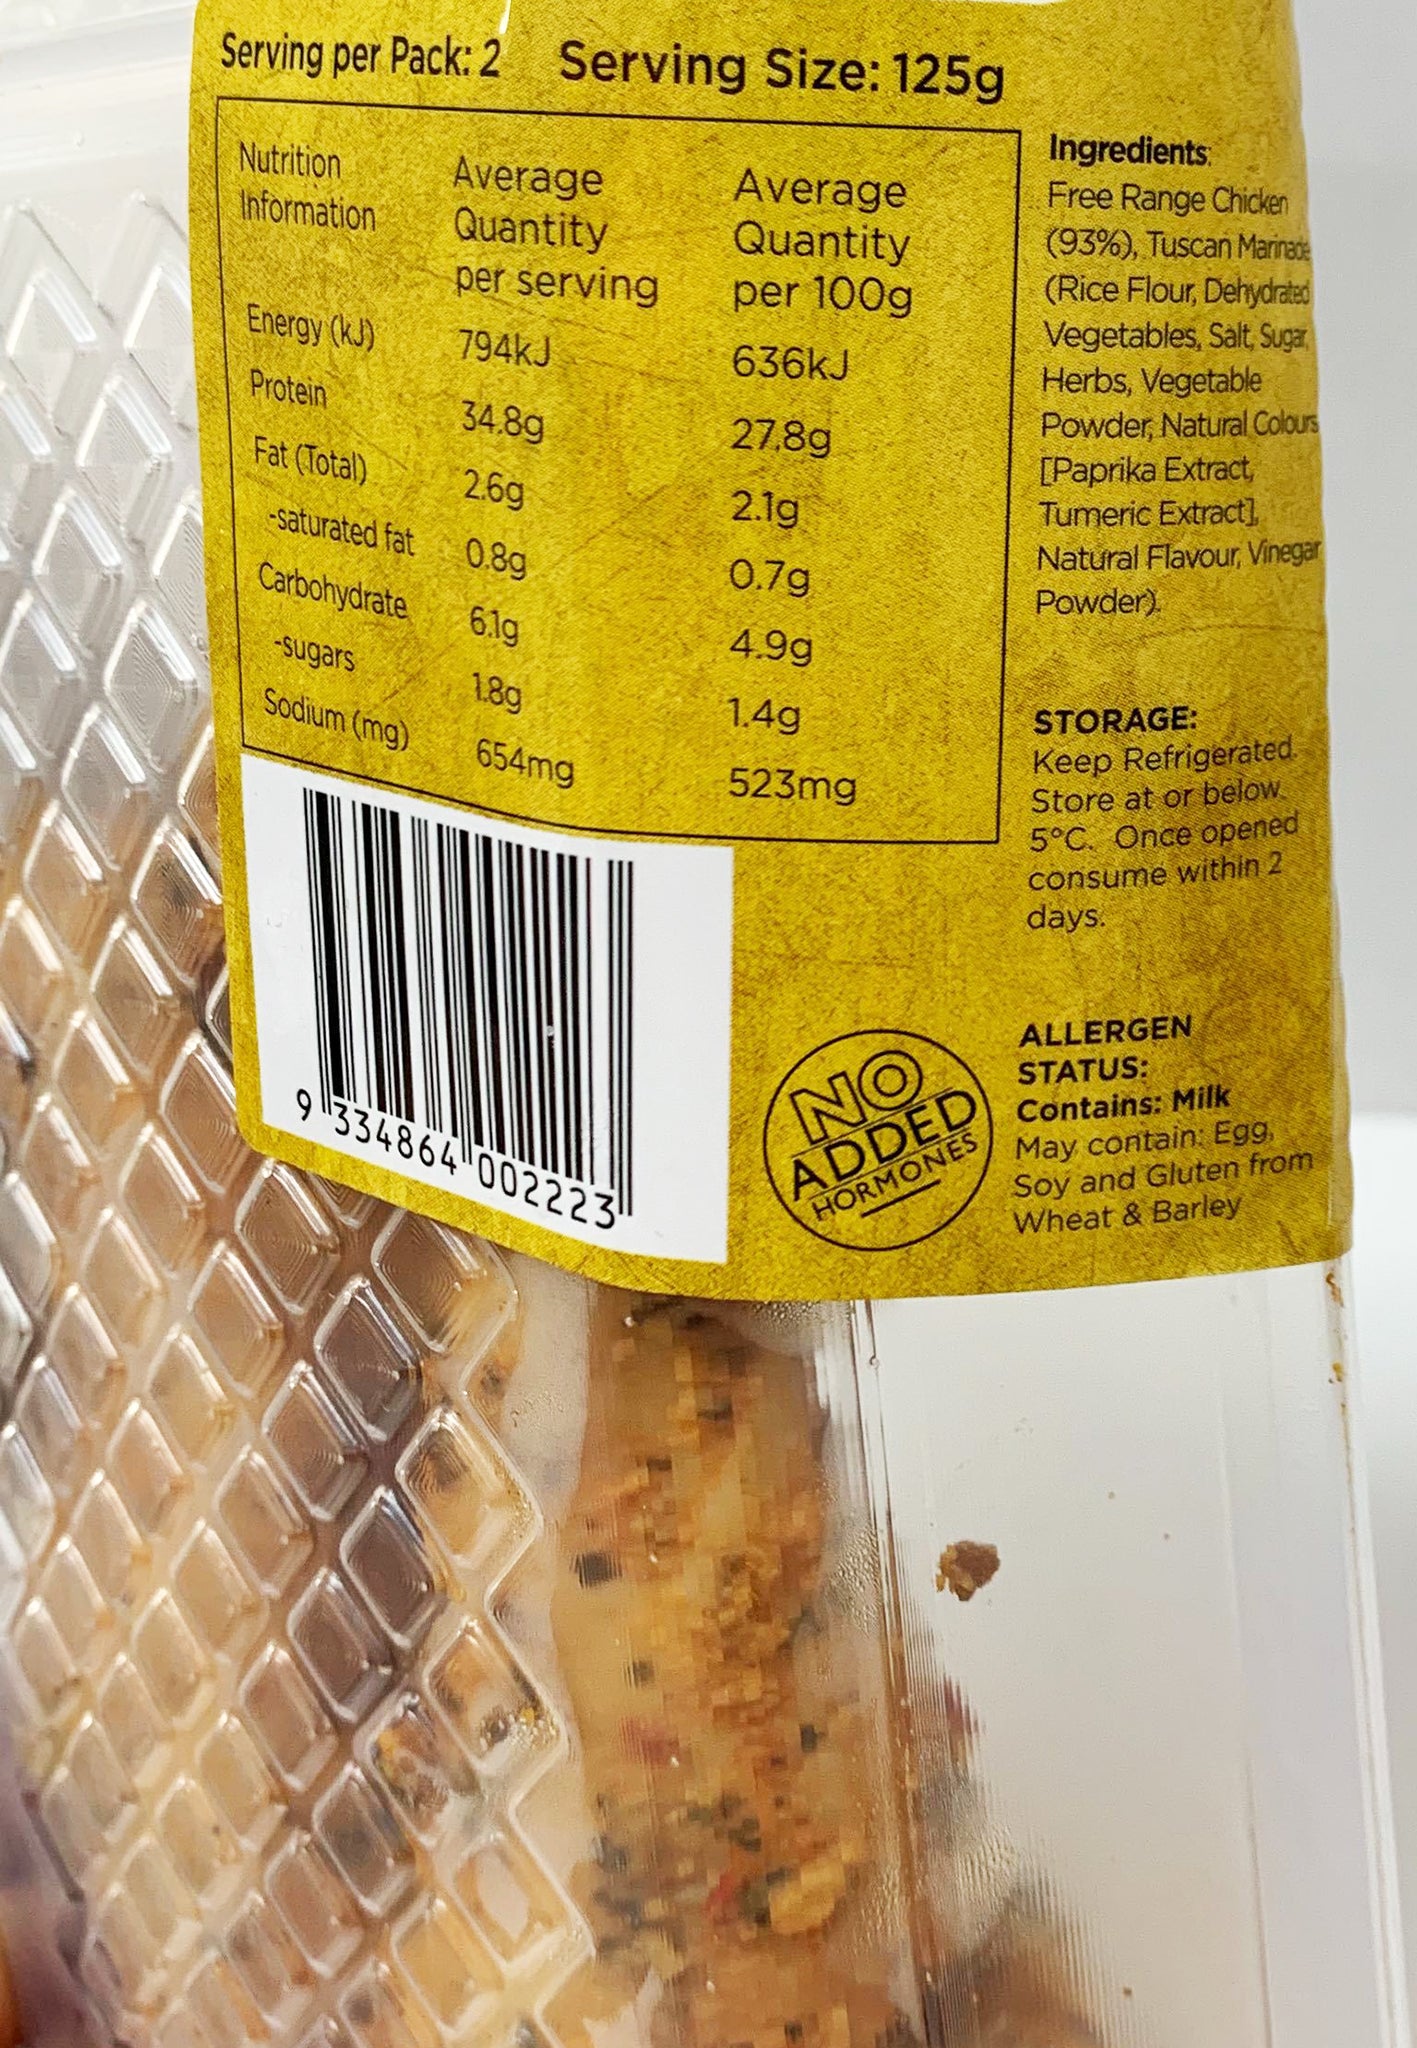 Serving per Pack: 2 Serving Size: 125g
Nutrition Information Average Quantity per serving Average Quantity per 100g
Energy (kJ) 794kJ 636kJ
Protein 34.8g 27.8g
Fat (Total) 2.6g 2.1g
-saturated fat 0.8g 0.7g
Carbohydrate 6.1g 4.9g
-sugars 1.8g 1.4g
Sodium (mg) 654mg 523mg
9 334864 002223
Ingredients:
Free Range Chicken
(93%), Tuscan Marinade
(Rice Flour, Dehydrated
Vegetables, Salt, Sugar,
Herbs, Vegetable
Powder, Natural Colours
[Paprika Extract,
Tumeric Extract],
Natural Flavour, Vinegar
Powder).
STORAGE:
Keep Refrigerated.
Store at or below
5°C. Once opened
consume within 2
days.
NO
ADDED
HORMONES
ALLERGEN
STATUS:
Contains: Milk
May contain: Egg,
Soy and Gluten from
Wheat & Barley